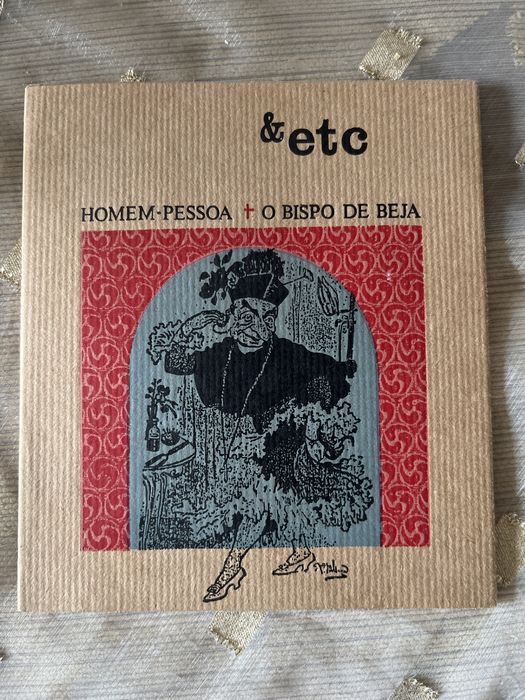 & etc
HOMEM-PESSOA † O BISPO DE BEJA